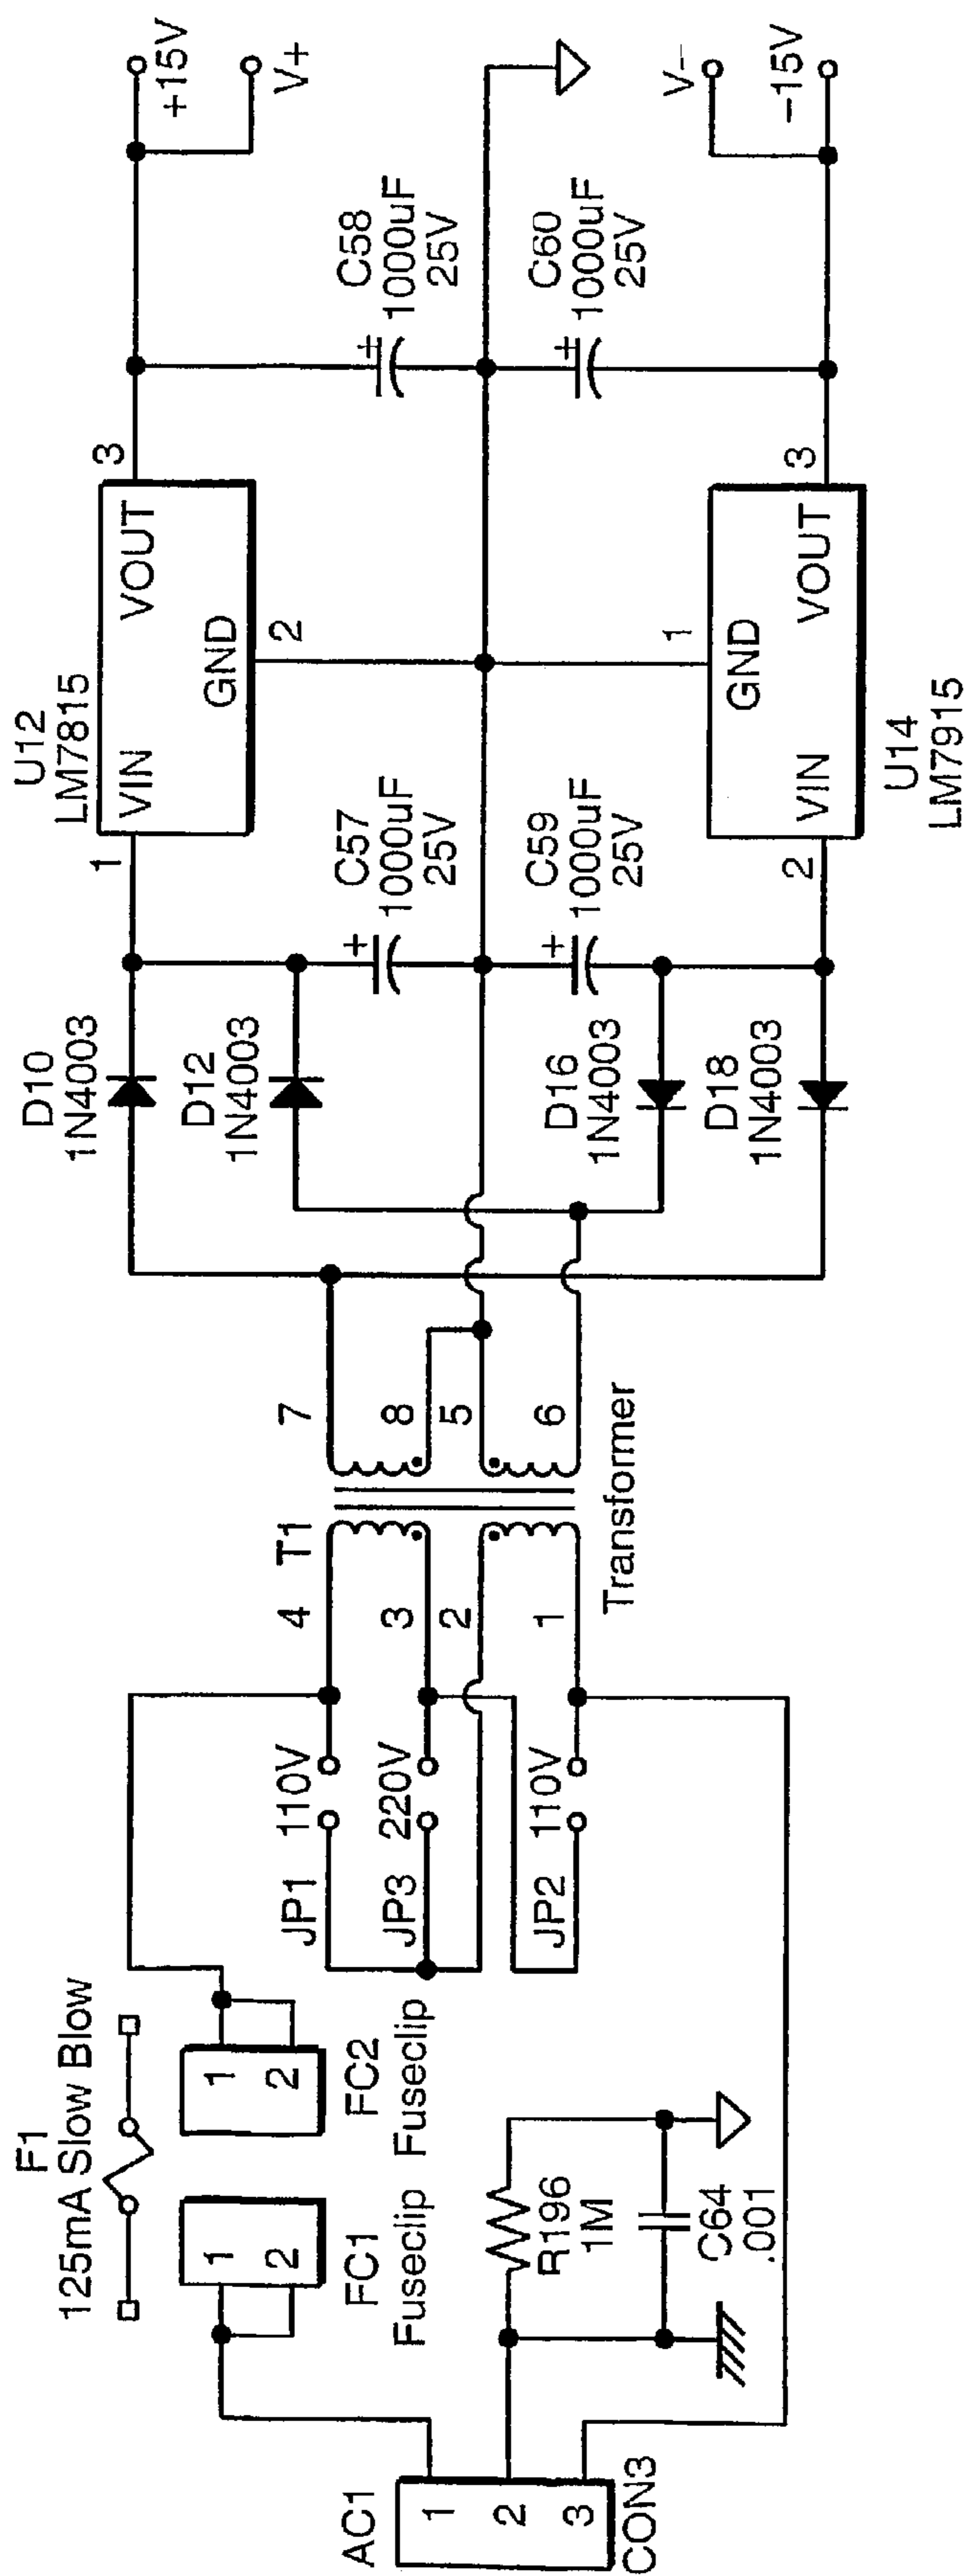 AC1
1
2
3
CON3
F1
125mA Slow Blow
1
2
FC1
Fuseclip
1
2
FC2
Fuseclip
R196
1M
C64
.001
JP1
110V
JP3
220V
JP2
110V
T1
4
3
2
1
7
8
5
6
Transformer
D10
1N4003
D12
1N4003
D16
1N4003
D18
1N4003
C57
1000uF
25V
+
C59
1000uF
25V
+
U12
LM7815
1
VIN
VOUT
3
GND
2
1
GND
2
VIN
VOUT
3
U14
LM7915
C58
1000uF
25V
+
C60
1000uF
25V
+
+15V
V+
V-
-15V